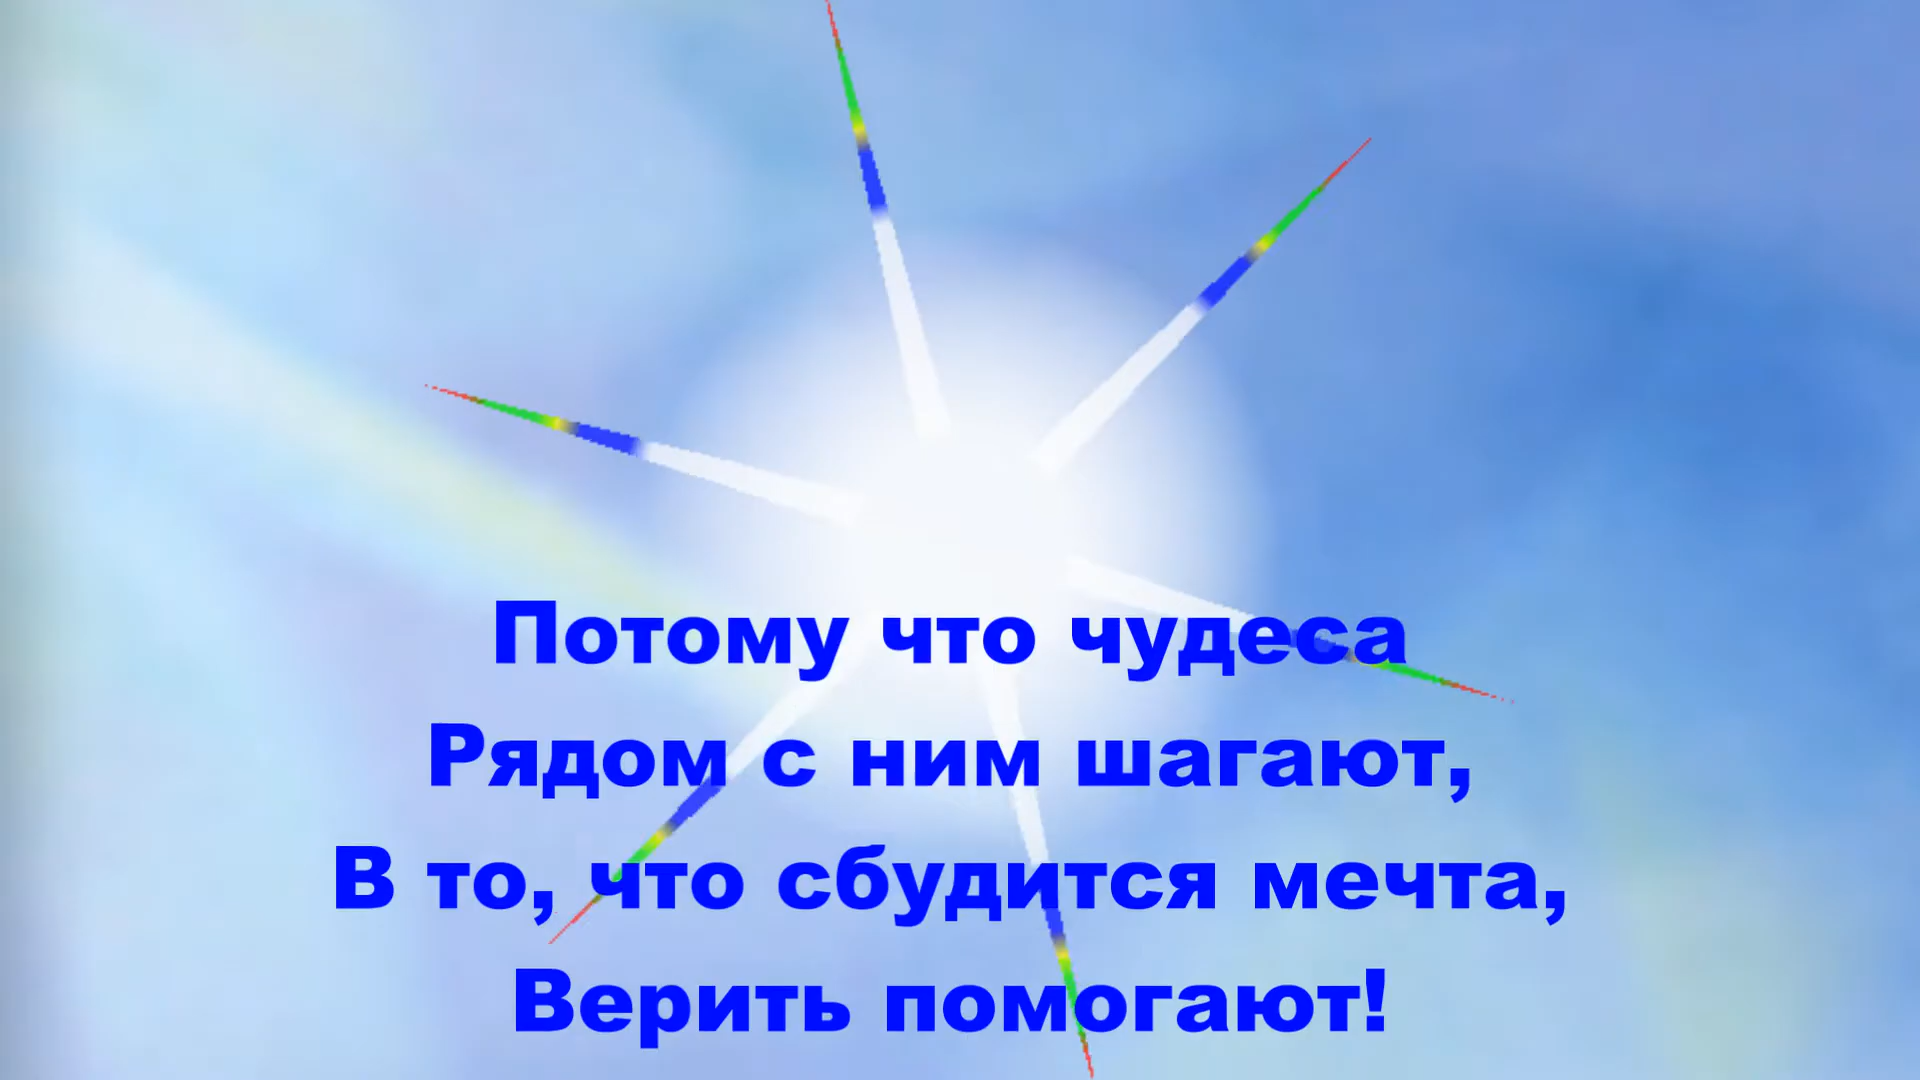 Потому что чудеса
Рядом с ним шагают,
В то, что сбудится мечта,
Верить помогают!